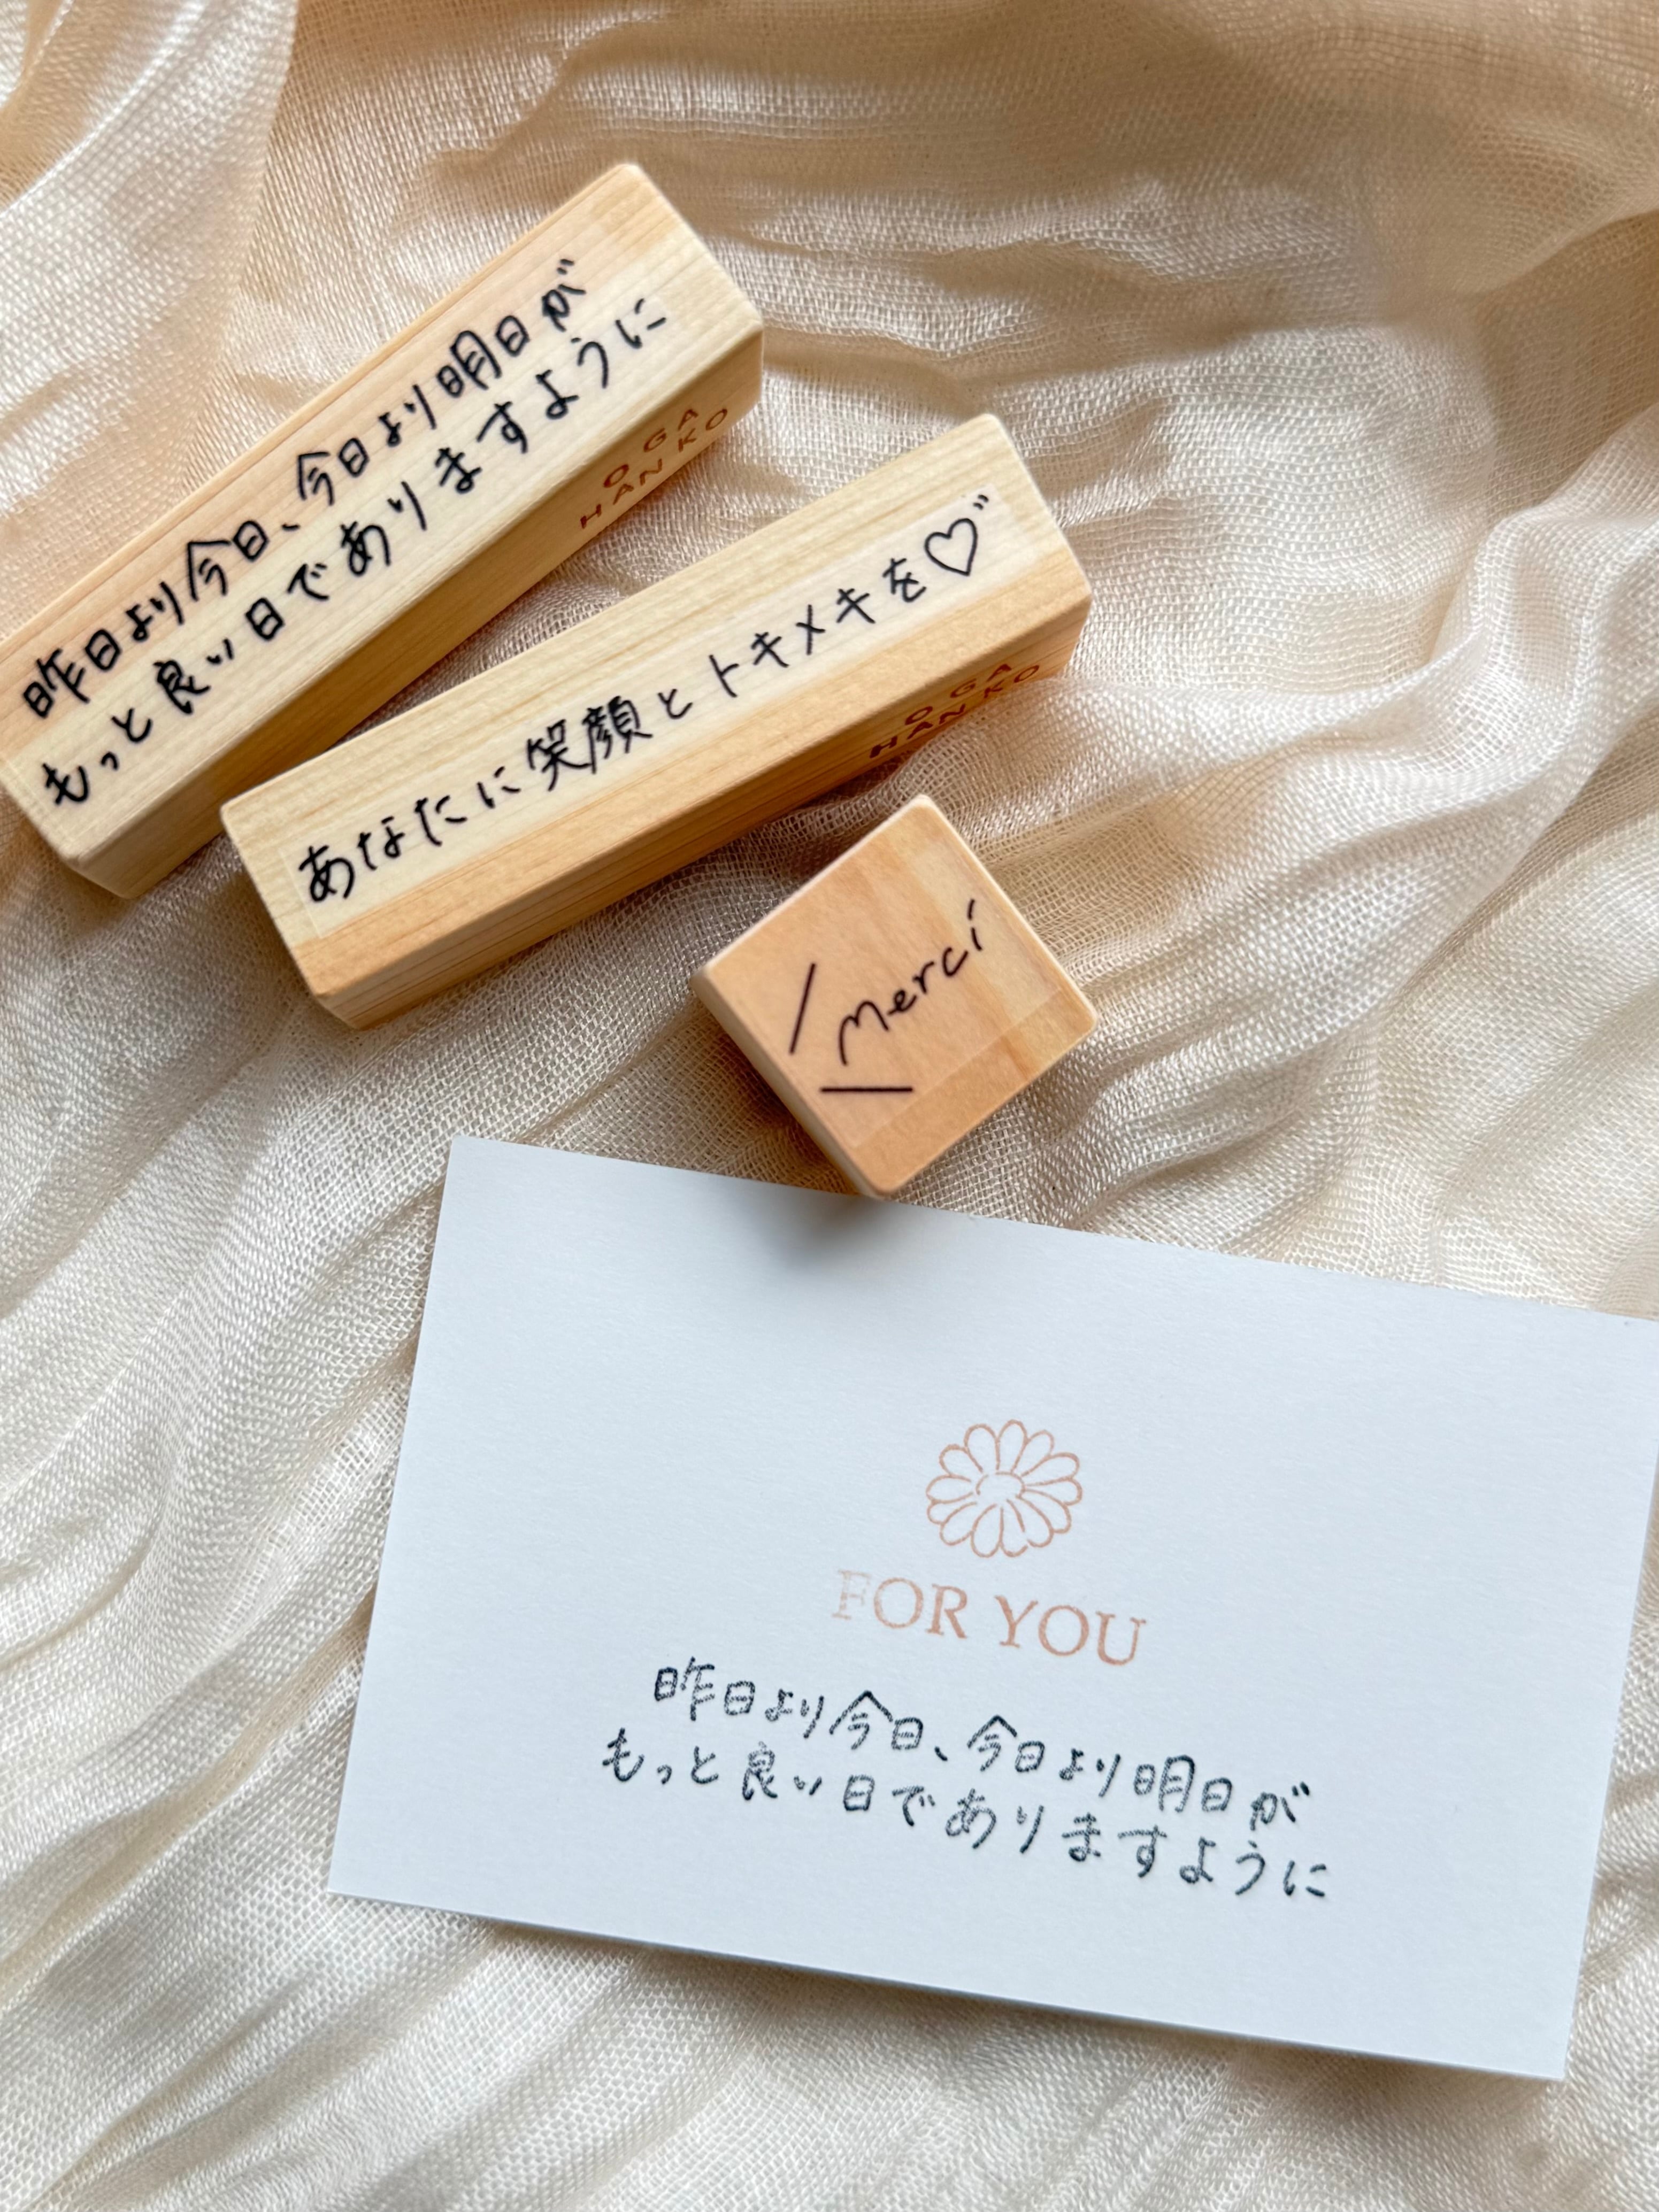 昨日より今日、今日より明日が
もっと良い日でありますように
O GA
HAN KO
あなたに笑顔とトキメキを♡
O GA
HAN KO
merci
FOR YOU
昨日より今日、今日より明日が
もっと良い日でありますように